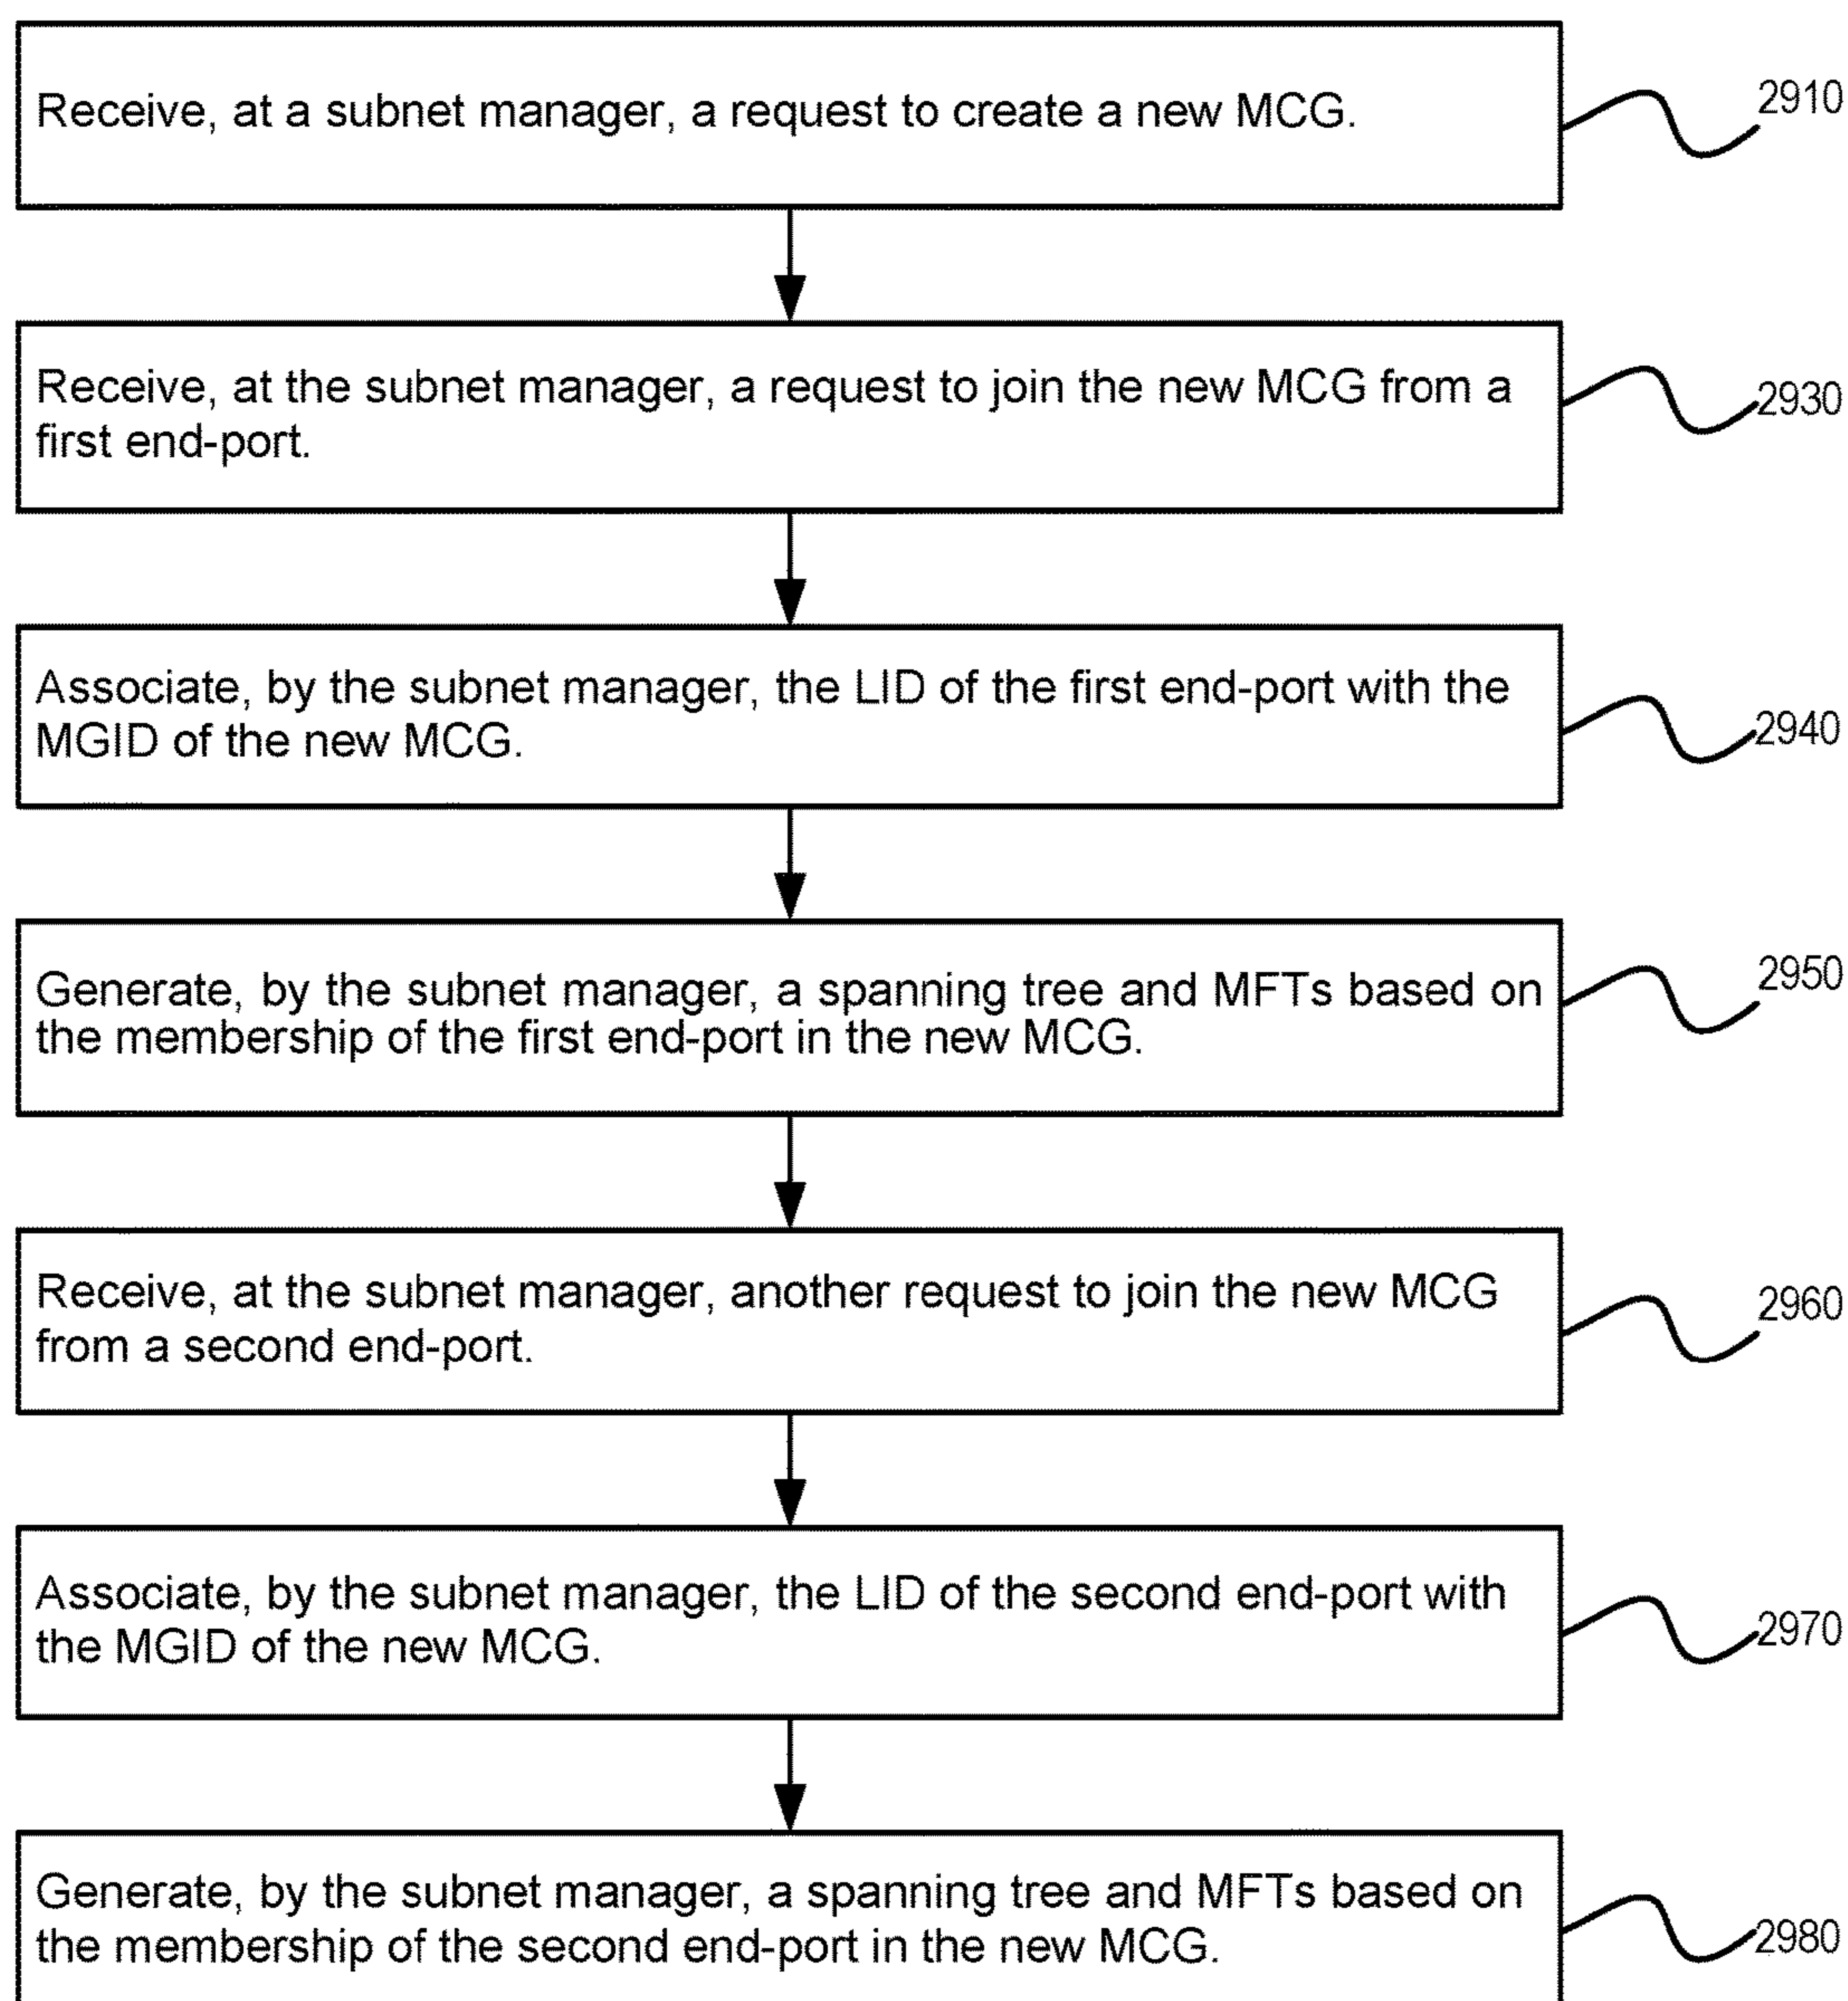 Receive, at a subnet manager, a request to create a new MCG.
2910
Receive, at the subnet manager, a request to join the new MCG from a
first end-port.
2930
Associate, by the subnet manager, the LID of the first end-port with the
MGID of the new MCG.
2940
Generate, by the subnet manager, a spanning tree and MFTs based on
the membership of the first end-port in the new MCG.
2950
Receive, at the subnet manager, another request to join the new MCG
from a second end-port.
2960
Associate, by the subnet manager, the LID of the second end-port with
the MGID of the new MCG.
2970
Generate, by the subnet manager, a spanning tree and MFTs based on
the membership of the second end-port in the new MCG.
2980